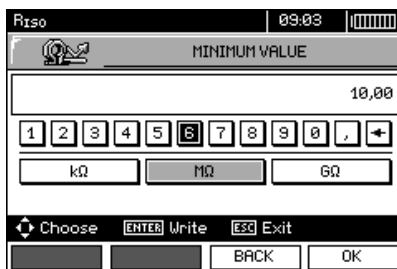 RISO 09:03
MINIMUM VALUE
10,00
1 2 3 4 5 6 7 8 9 0 , ←
kΩ MΩ GΩ
Choose ENTER Write ESC Exit
BACK OK